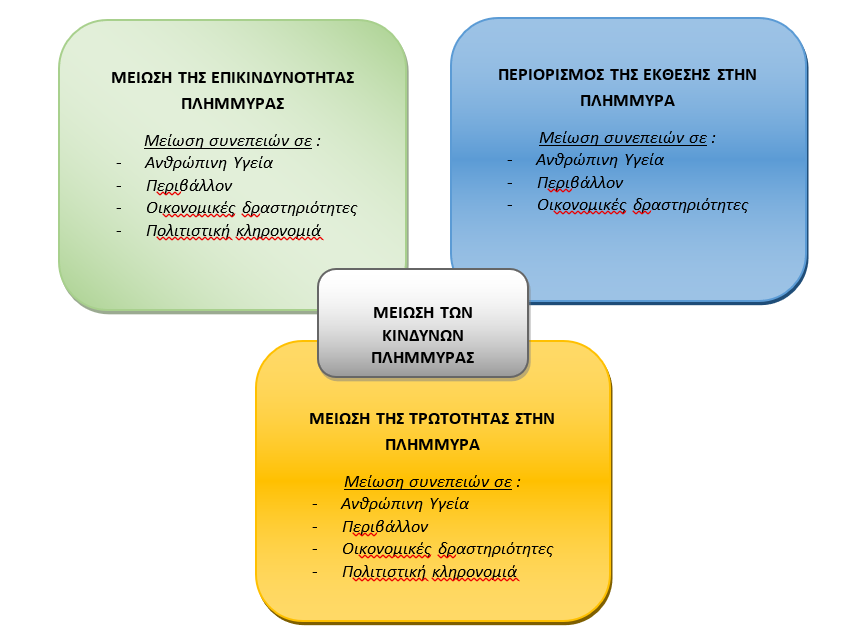 ΜΕΙΩΣΗ ΤΗΣ ΕΠΙΚΙΝΔΥΝΟΤΗΤΑΣ
ΠΛΗΜΜΥΡΑΣ
Μείωση συνεπειών σε :
- Ανθρώπινη Υγεία
- Περιβάλλον
- Οικονομικές δραστηριότητες
- Πολιτιστική κληρονομιά
ΠΕΡΙΟΡΙΣΜΟΣ ΤΗΣ ΕΚΘΕΣΗΣ ΣΤΗΝ
ΠΛΗΜΜΥΡΑ
Μείωση συνεπειών σε :
- Ανθρώπινη Υγεία
- Περιβάλλον
- Οικονομικές δραστηριότητες
ΜΕΙΩΣΗ ΤΩΝ
ΚΙΝΔΥΝΩΝ
ΠΛΗΜΜΥΡΑΣ
ΜΕΙΩΣΗ ΤΗΣ ΤΡΩΤΟΤΗΤΑΣ ΣΤΗΝ
ΠΛΗΜΜΥΡΑ
Μείωση συνεπειών σε :
- Ανθρώπινη Υγεία
- Περιβάλλον
- Οικονομικές δραστηριότητες
- Πολιτιστική κληρονομιά